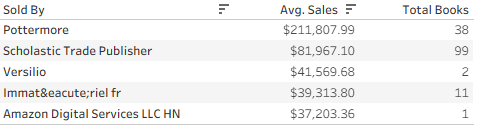 Sold By Avg. Sales Total Books
Pottermore $211,807.99 38
Scholastic Trade Publisher $81,967.10 99
Versilio $41,569.68 2
Immat&eacute;riel fr $39,313.80 11
Amazon Digital Services LLC HN $37,203.36 1